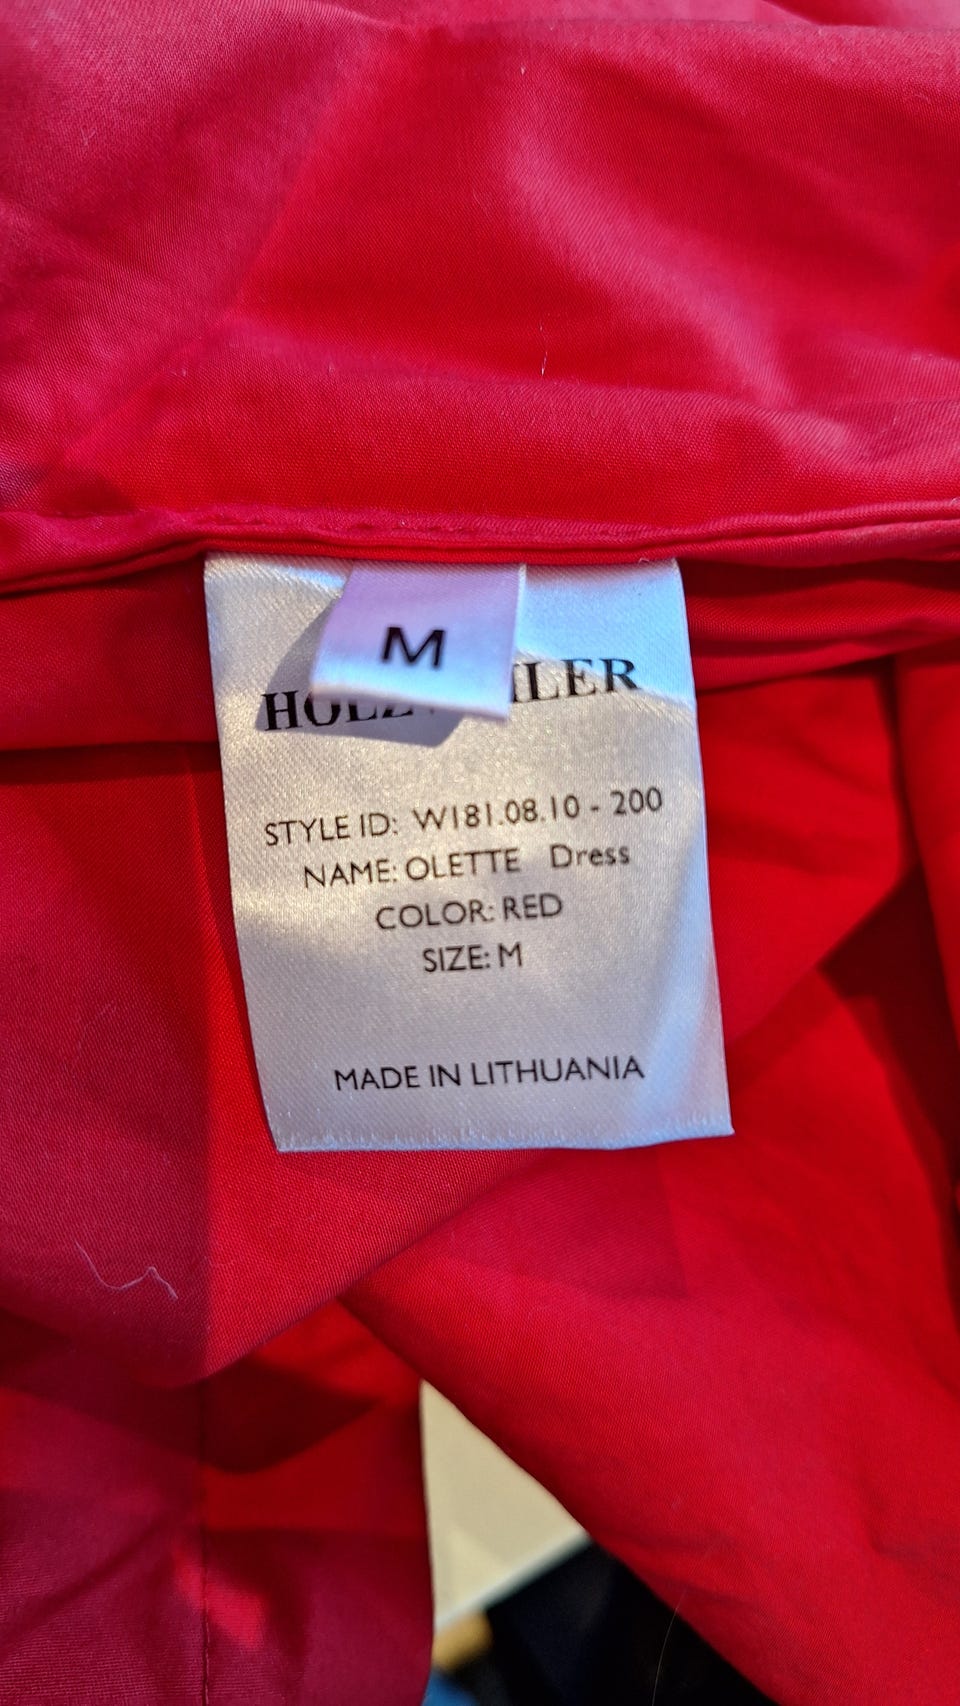 M
STYLE ID: W181.08.10 - 200
NAME: OLETTE Dress
COLOR: RED
SIZE: M
MADE IN LITHUANIA